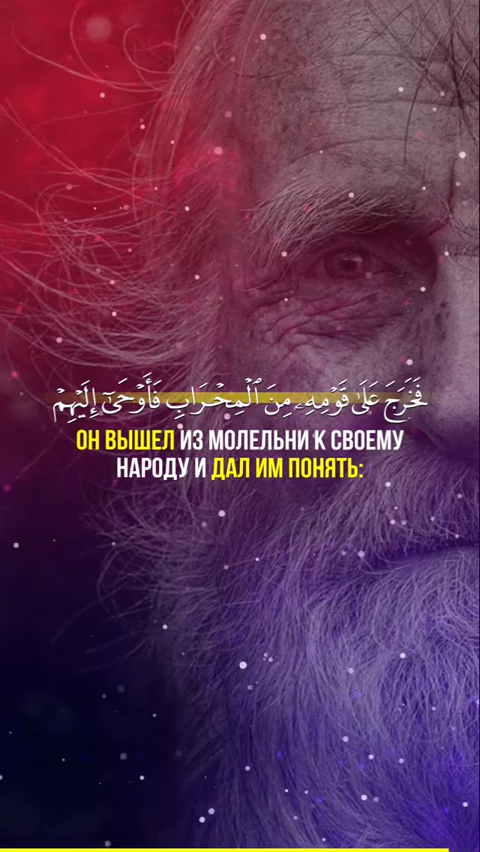 فَخَرَجَ عَلَىٰ قَوْمِهِۦ مِنَ ٱلْمِحْرَابِ فَأَوْحَىٰٓ إِلَيْهِمْ
ОН ВЫШЕЛ ИЗ МОЛЕЛЬНИ К СВОЕМУ
НАРОДУ И ДАЛ ИМ ПОНЯТЬ: